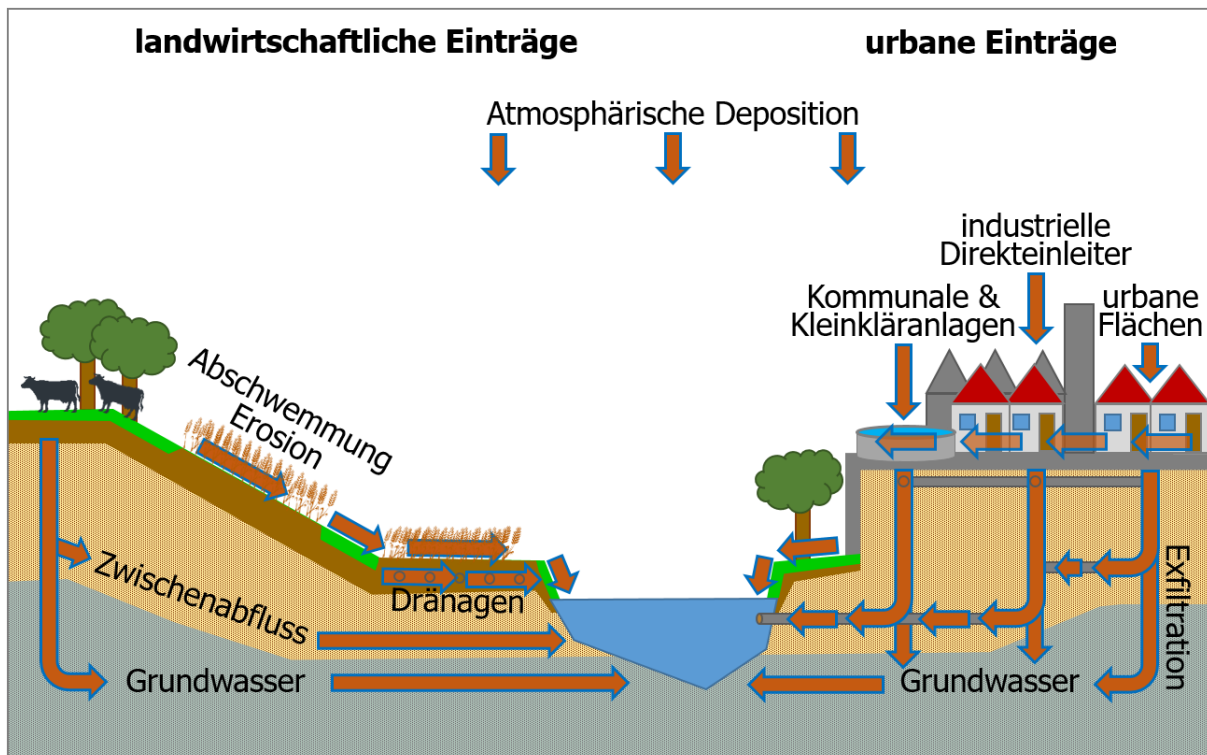 landwirtschaftliche Einträge
urbane Einträge
Atmosphärische Deposition
industrielle
Direkteinleiter
Kommunale &
Kleinkläranlagen
urbane
Flächen
Abschwemmung
Erosion
Zwischenabfluss
Dränagen
Grundwasser
Grundwasser
Exfiltration